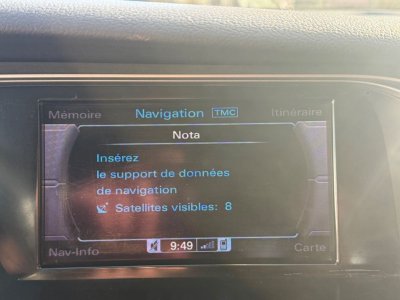 Mémoire Navigation TMC Itinéraire
Nota
Insérez
le support de données
de navigation
Satellites visibles: 8
9:49
Nav-Info Carte